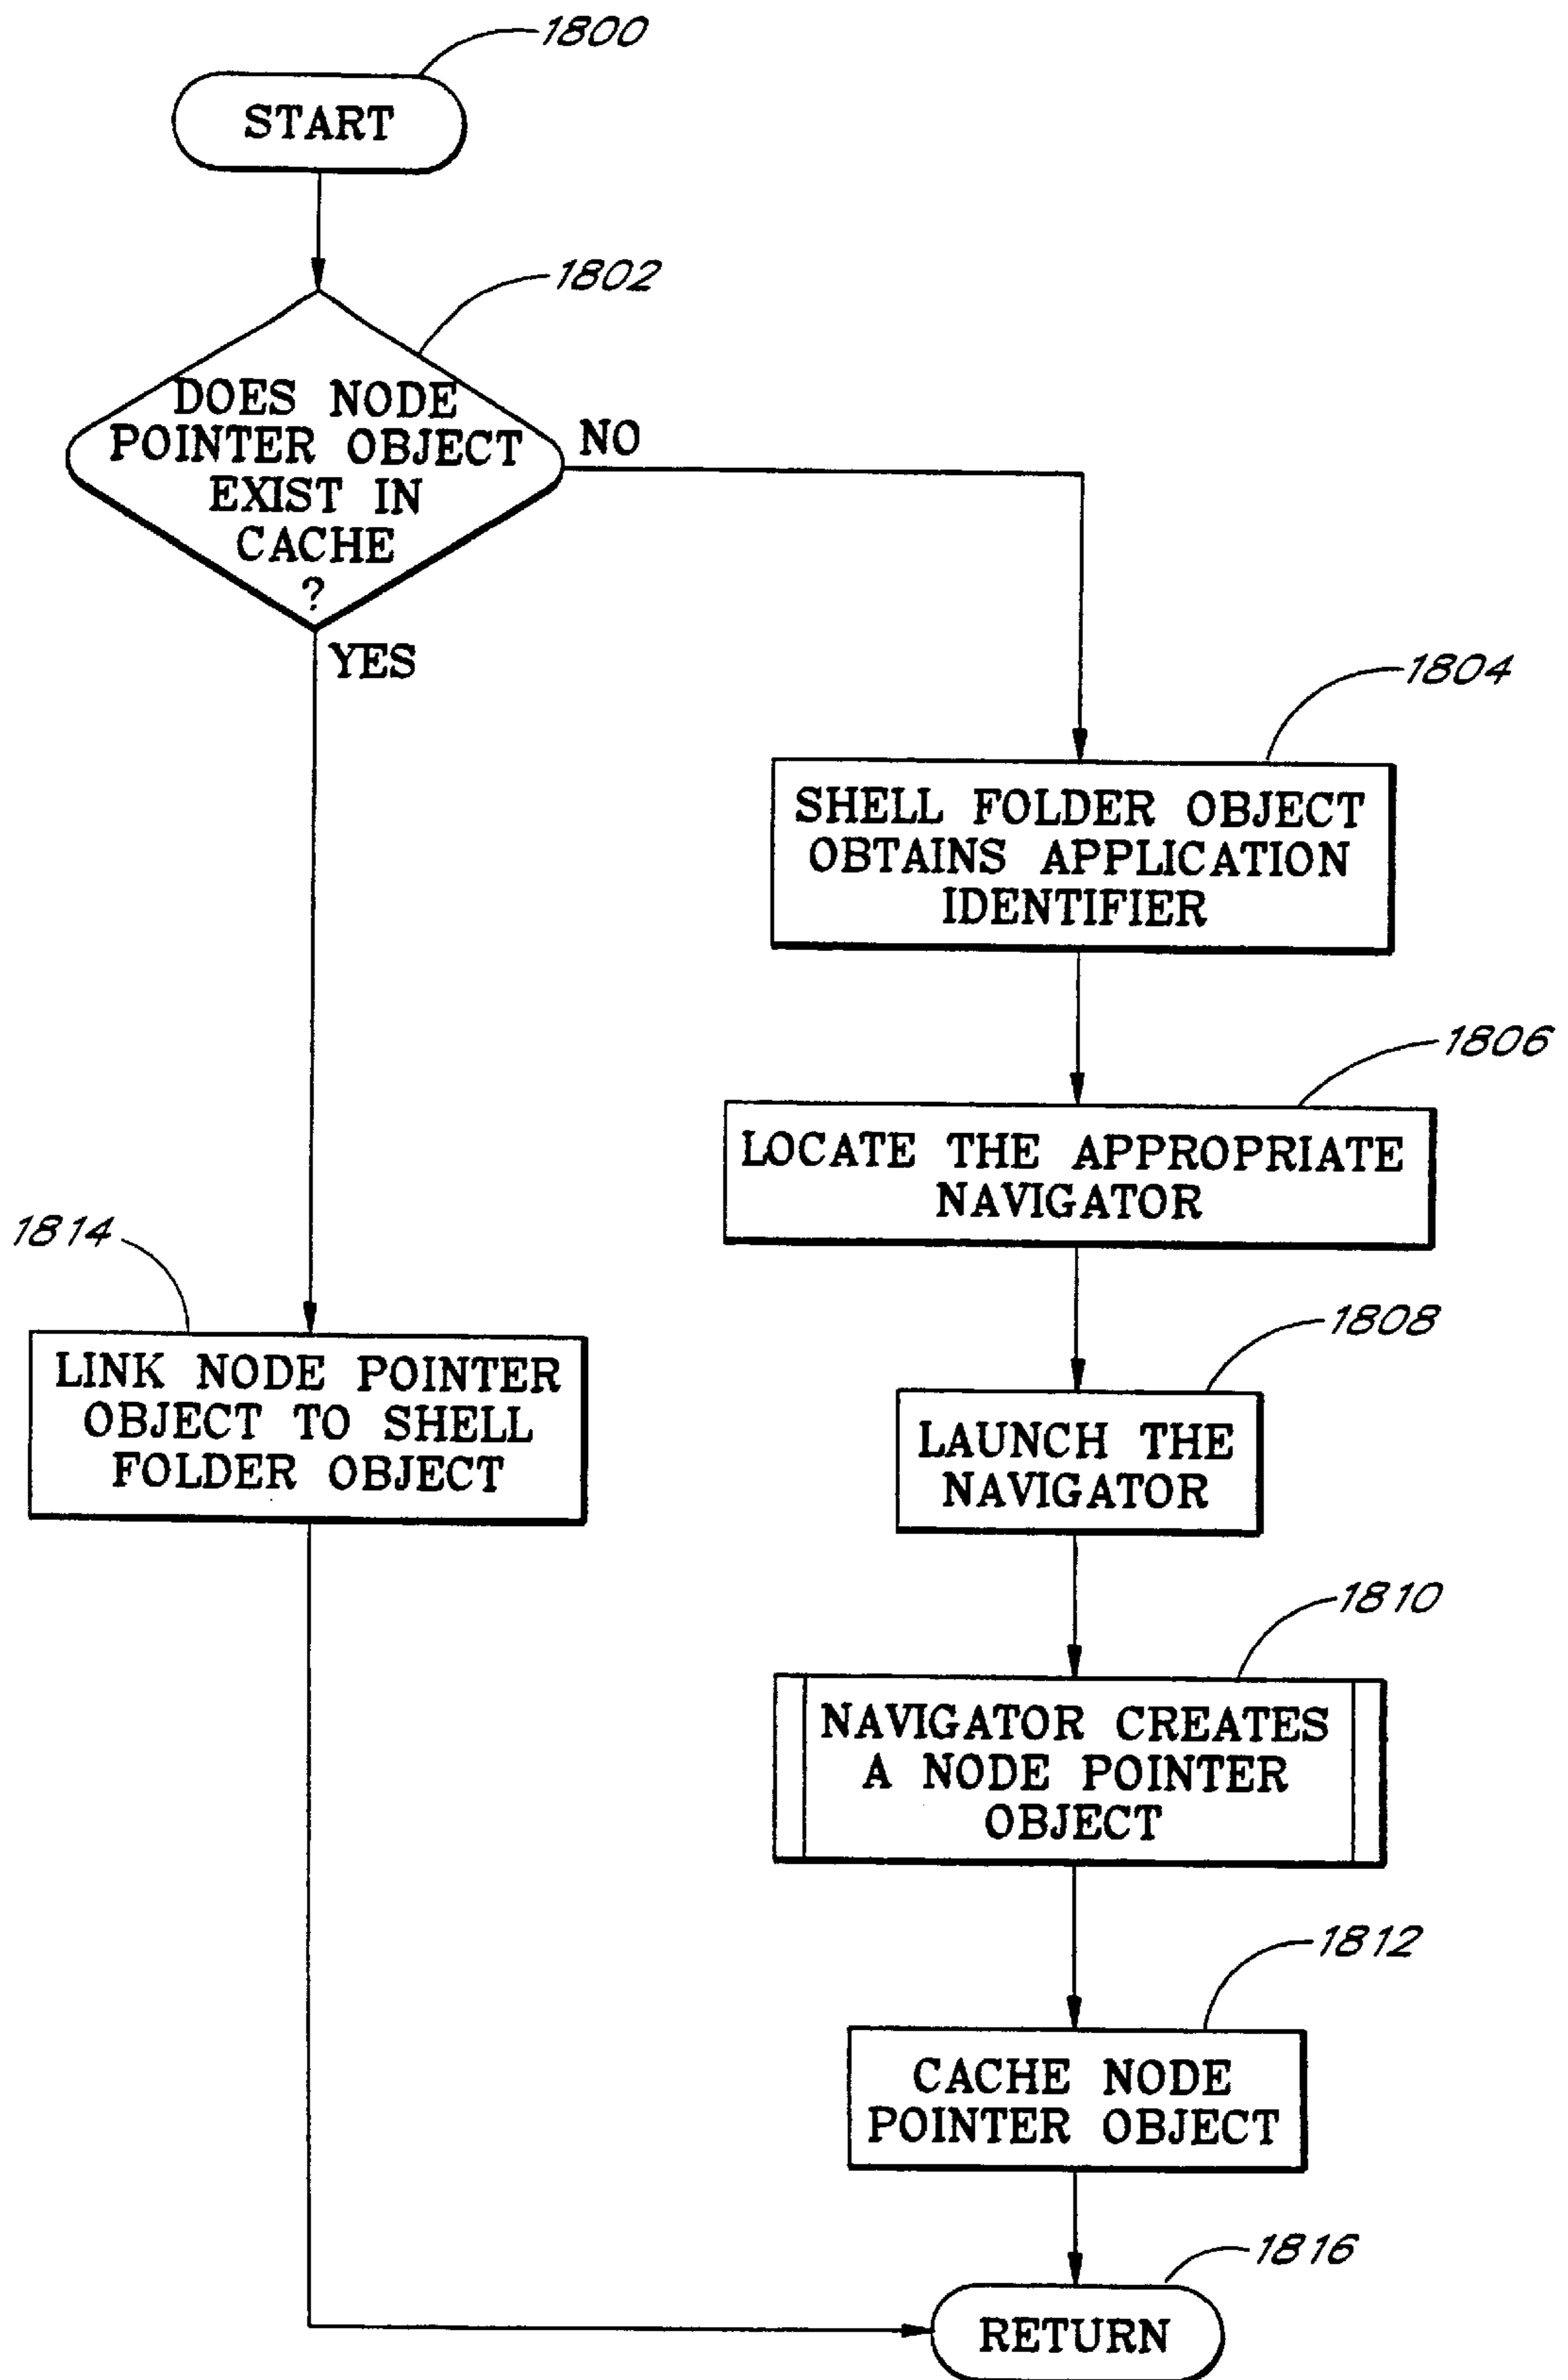 1800
START
1802
DOES NODE
POINTER OBJECT
EXIST IN
CACHE
?
NO
YES
1804
SHELL FOLDER OBJECT
OBTAINS APPLICATION
IDENTIFIER
1806
LOCATE THE APPROPRIATE
NAVIGATOR
1814
LINK NODE POINTER
OBJECT TO SHELL
FOLDER OBJECT
1808
LAUNCH THE
NAVIGATOR
1810
NAVIGATOR CREATES
A NODE POINTER
OBJECT
1812
CACHE NODE
POINTER OBJECT
1816
RETURN